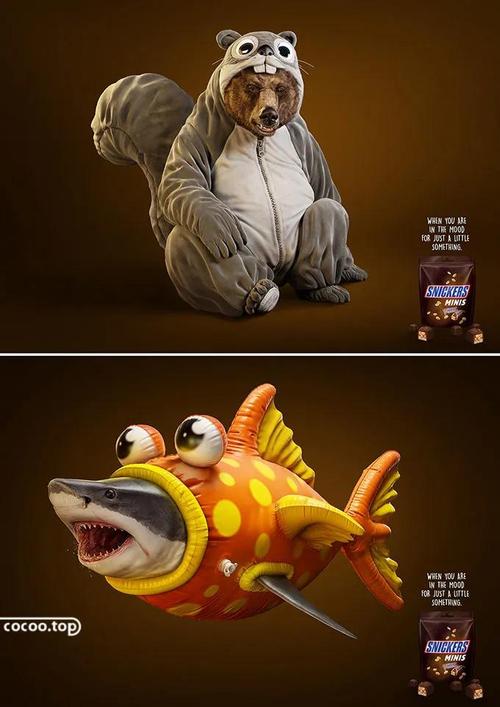 WHEN YOU ARE
IN THE MOOD
FOR JUST A LITTLE
SOMETHING.
SNICKERS
MINIS
WHEN YOU ARE
IN THE MOOD
FOR JUST A LITTLE
SOMETHING.
SNICKERS
MINIS
cocoo.top